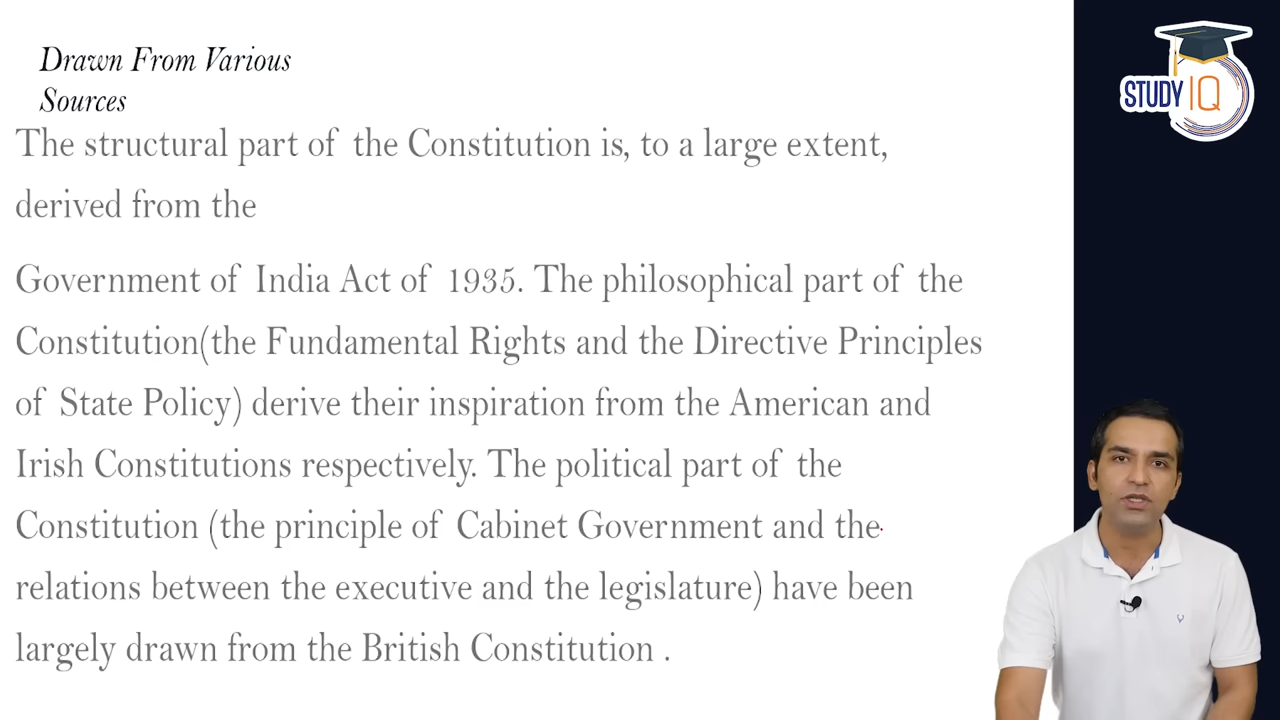 Drawn From Various
Sources
The structural part of the Constitution is, to a large extent,
derived from the
Government of India Act of 1935. The philosophical part of the
Constitution(the Fundamental Rights and the Directive Principles
of State Policy) derive their inspiration from the American and
Irish Constitutions respectively. The political part of the
Constitution (the principle of Cabinet Government and the
relations between the executive and the legislature) have been
largely drawn from the British Constitution .
STUDY IQ